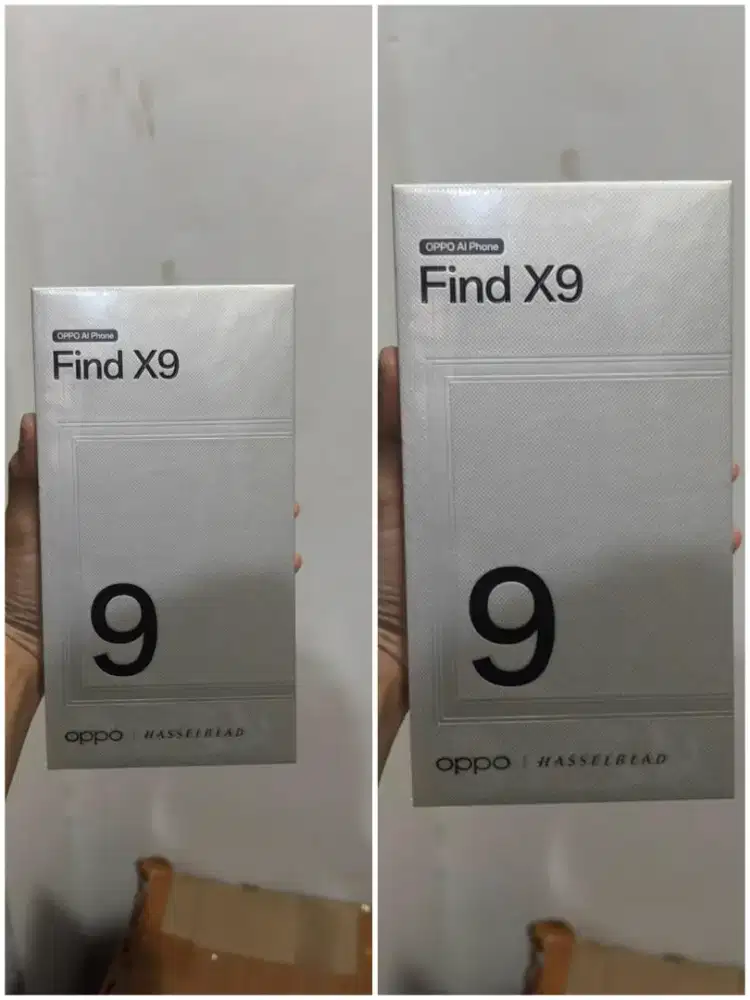 OPPO AI Phone
Find X9
9
oppo | HASSELBLAD
OPPO AI Phone
Find X9
9
oppo | HASSELBLAD